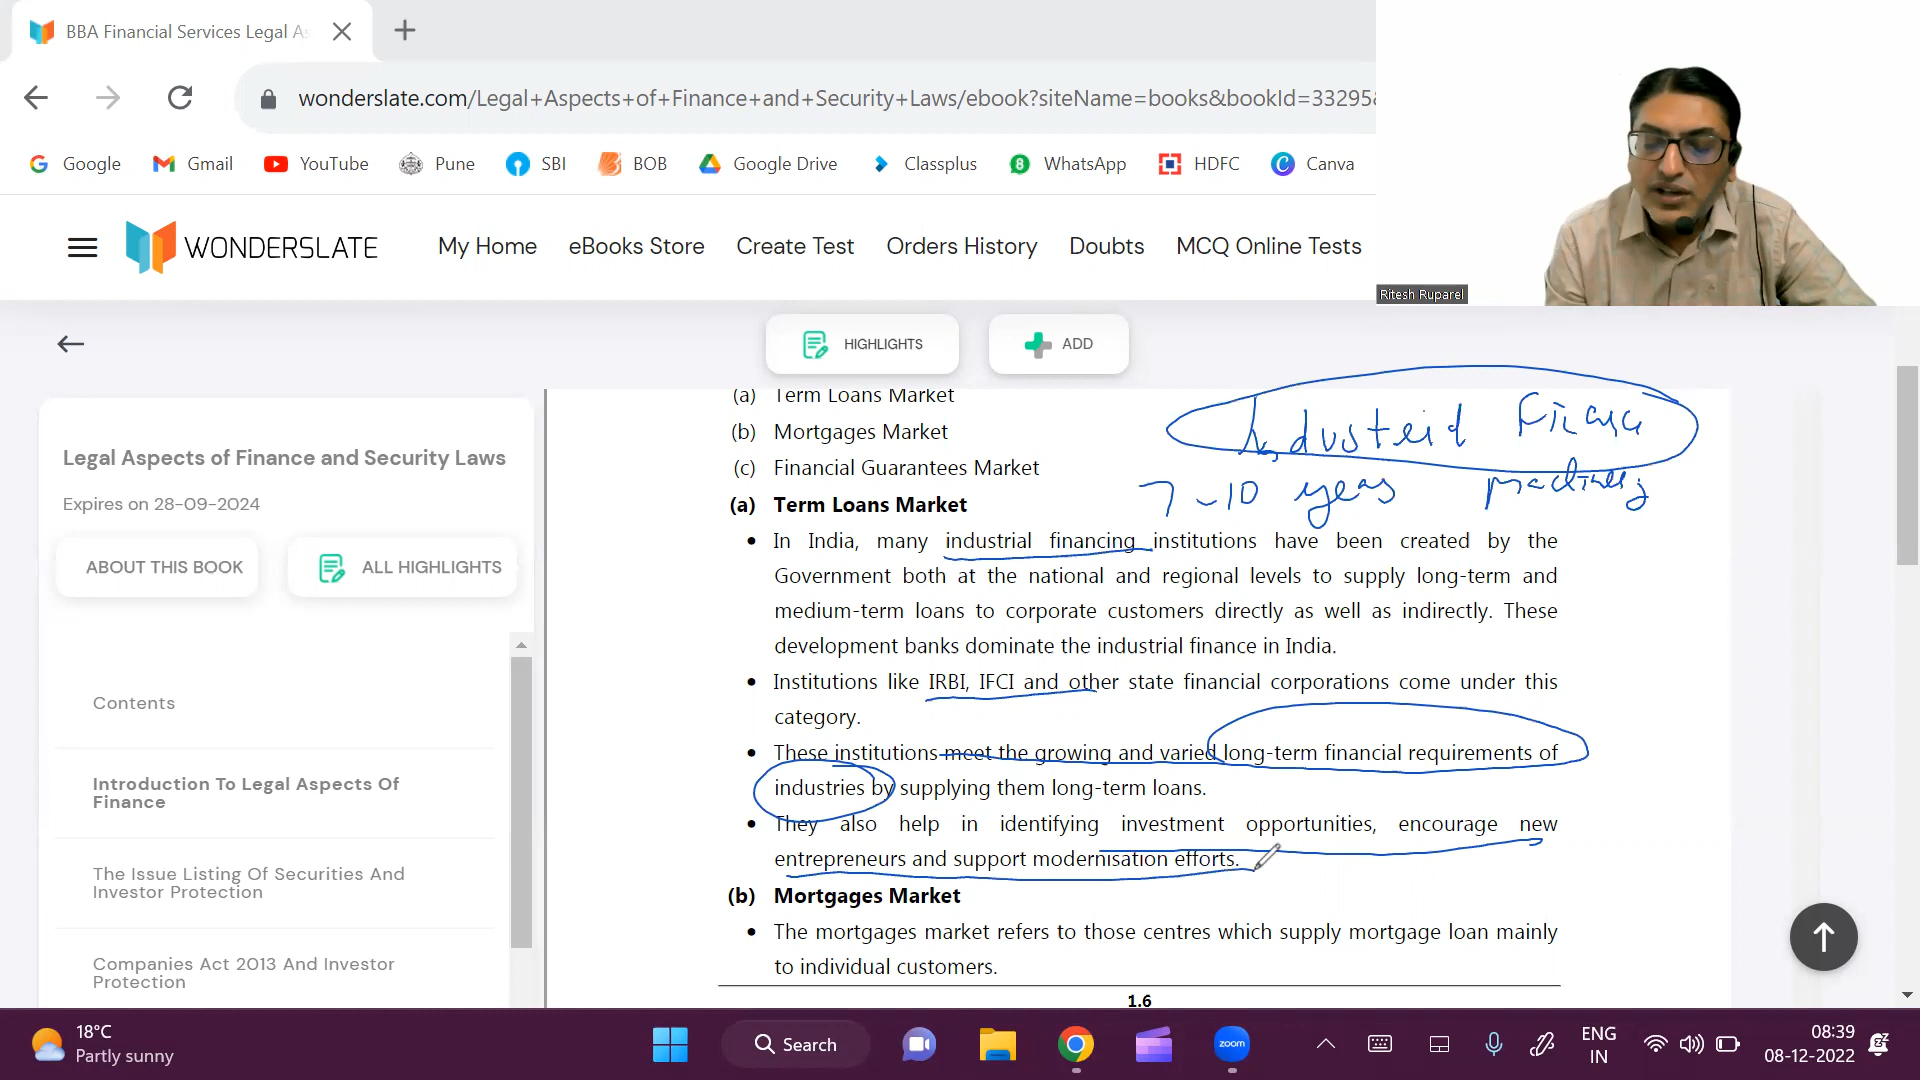 BBA Financial Services Legal As
wonderslate.com/Legal+Aspects+of+Finance+and+Security+Laws/ebook?siteName=books&bookId=33295&
Google Gmail YouTube Pune SBI BOB Google Drive Classplus 8 WhatsApp HDFC Canva
WONDERSLATE My Home eBooks Store Create Test Orders History Doubts MCQ Online Tests
Ritesh Ruparel
HIGHLIGHTS ADD
Legal Aspects of Finance and Security Laws
Expires on 28-09-2024
ABOUT THIS BOOK ALL HIGHLIGHTS
Contents
Introduction To Legal Aspects Of
Finance
The Issue Listing Of Securities And
Investor Protection
Companies Act 2013 And Investor
Protection
(a) Term Loans Market
(b) Mortgages Market
(c) Financial Guarantees Market
Industrial Finance
7-10 years machinery
(a) Term Loans Market
• In India, many industrial financing institutions have been created by the
Government both at the national and regional levels to supply long-term and
medium-term loans to corporate customers directly as well as indirectly. These
development banks dominate the industrial finance in India.
• Institutions like IRBI, IFCI and other state financial corporations come under this
category.
• These institutions meet the growing and varied long-term financial requirements of
industries by supplying them long-term loans.
• They also help in identifying investment opportunities, encourage new
entrepreneurs and support modernisation efforts.
(b) Mortgages Market
• The mortgages market refers to those centres which supply mortgage loan mainly
to individual customers.
1.6
18°C
Partly sunny
Search
zoom
ENG
IN
08:39
08-12-2022